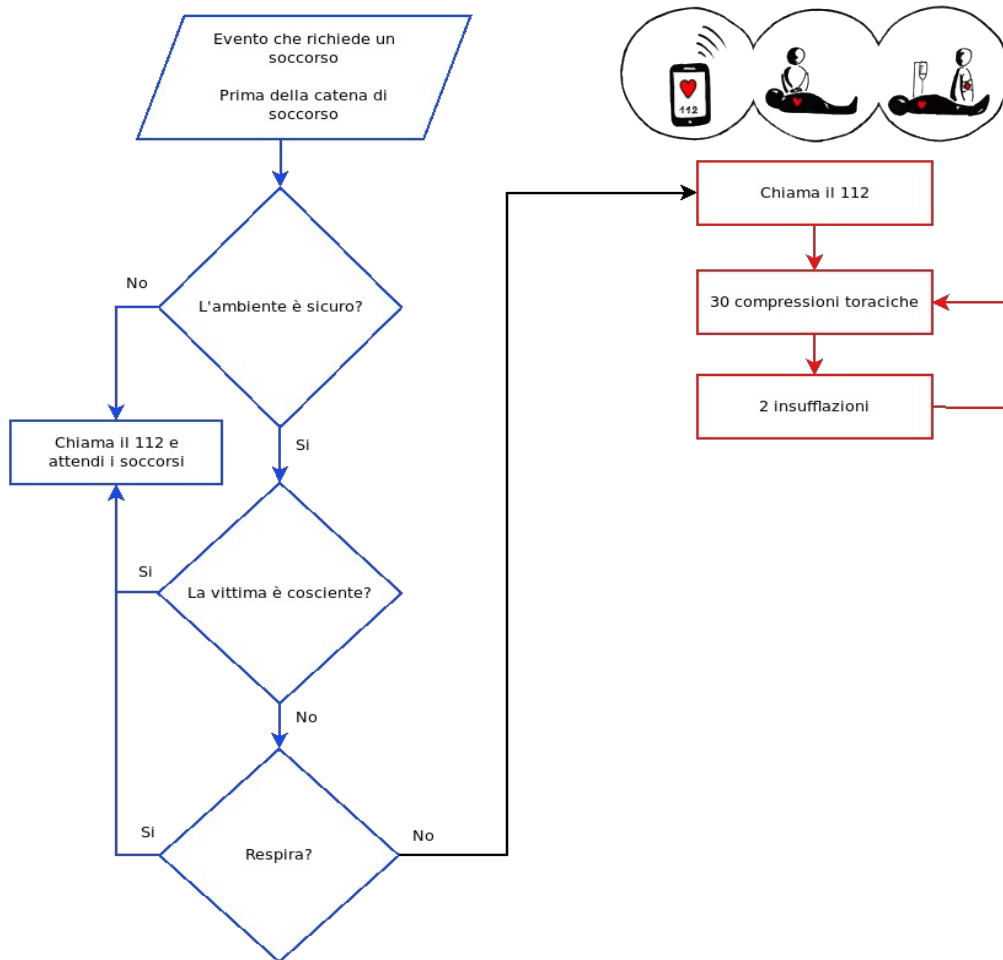 Evento che richiede un
soccorso
Prima della catena di
soccorso
112
Chiama il 112
No
L'ambiente è sicuro?
30 compressioni toraciche
2 insufflazioni
Chiama il 112 e
attendi i soccorsi
Si
Si
La vittima è cosciente?
No
Si
No
Respira?